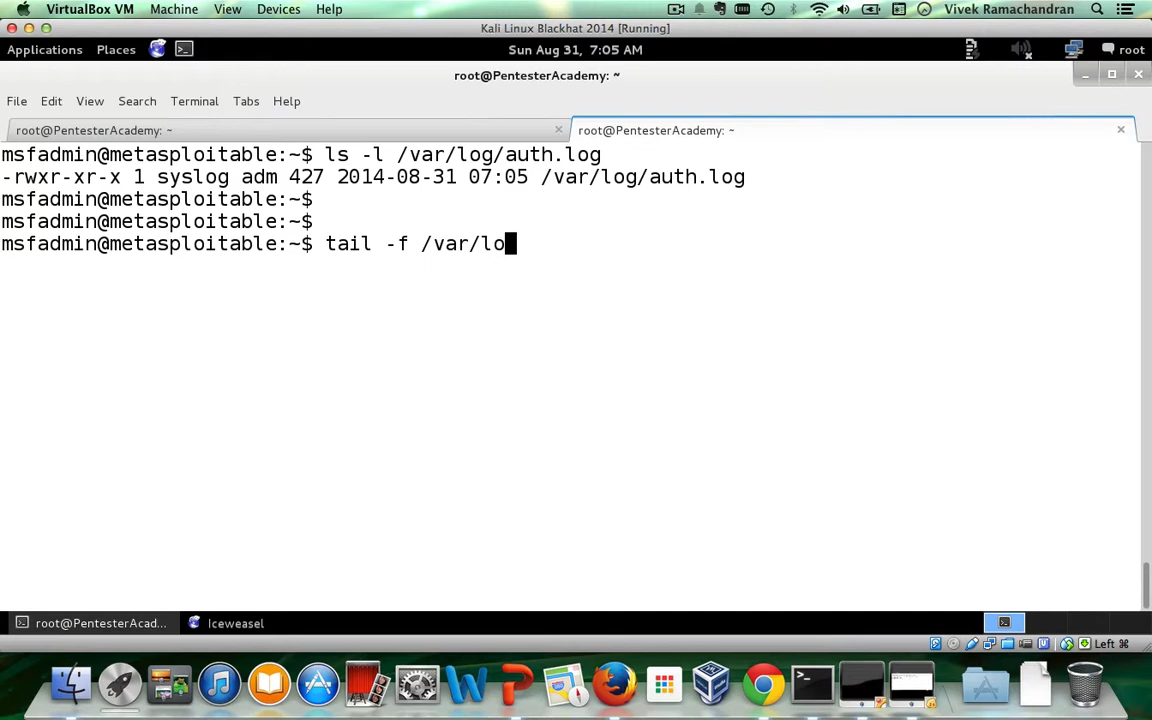 VirtualBox VM Machine View Devices Help Vivek Ramachandran
Kali Linux Blackhat 2014 [Running]
Applications Places Sun Aug 31, 7:05 AM root
root@PentesterAcademy: ~
File Edit View Search Terminal Tabs Help
root@PentesterAcademy: ~ × root@PentesterAcademy: ~ ×
msfadmin@metasploitable:~$ ls -l /var/log/auth.log
-rwxr-xr-x 1 syslog adm 427 2014-08-31 07:05 /var/log/auth.log
msfadmin@metasploitable:~$
msfadmin@metasploitable:~$
msfadmin@metasploitable:~$ tail -f /var/lo
root@PentesterAcad... Iceweasel
Left ⌘